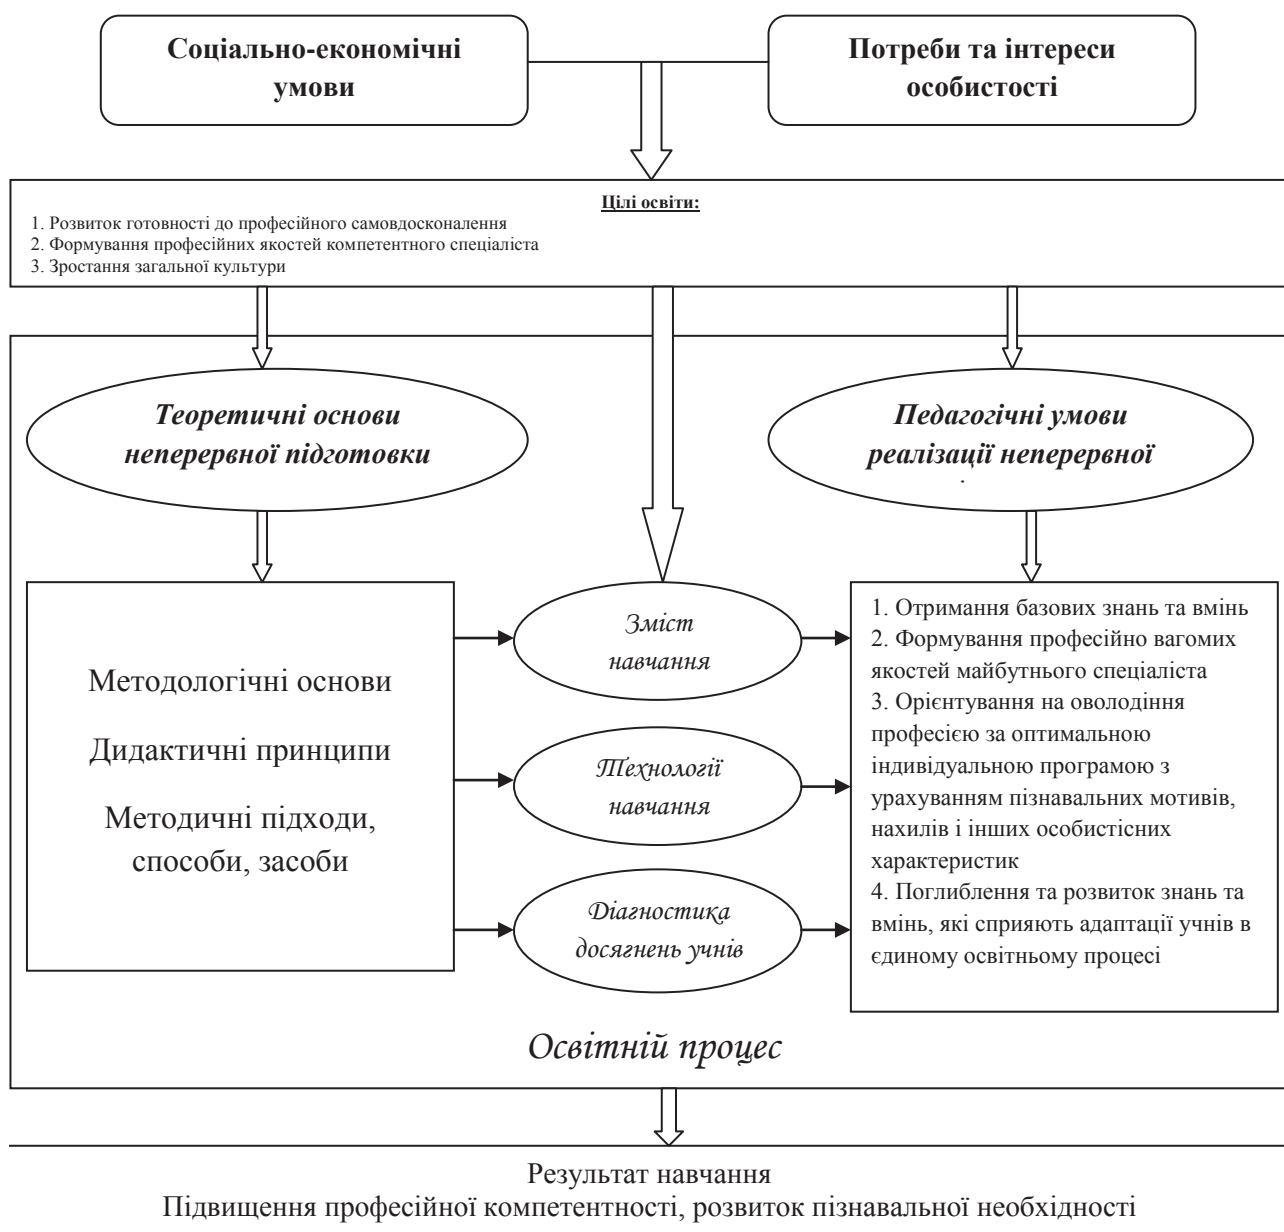 Соціально-економічні
умови
Потреби та інтереси
особистості
Цілі освіти:
1. Розвиток готовності до професійного самовдосконалення
2. Формування професійних якостей компетентного спеціаліста
3. Зростання загальної культури
Теоретичні основи
неперервної підготовки
Педагогічні умови
реалізації неперервної
Методологічні основи
Дидактичні принципи
Методичні підходи,
способи, засоби
Зміст
навчання
Технології
навчання
Діагностика
досягнень учнів
1. Отримання базових знань та вмінь
2. Формування професійно вагомих
якостей майбутнього спеціаліста
3. Орієнтування на оволодіння
професією за оптимальною
індивідуальною програмою з
урахуванням пізнавальних мотивів,
нахилів і інших особистісних
характеристик
4. Поглиблення та розвиток знань та
вмінь, які сприяють адаптації учнів в
єдиному освітньому процесі
Освітній процес
Результат навчання
Підвищення професійної компетентності, розвиток пізнавальної необхідності